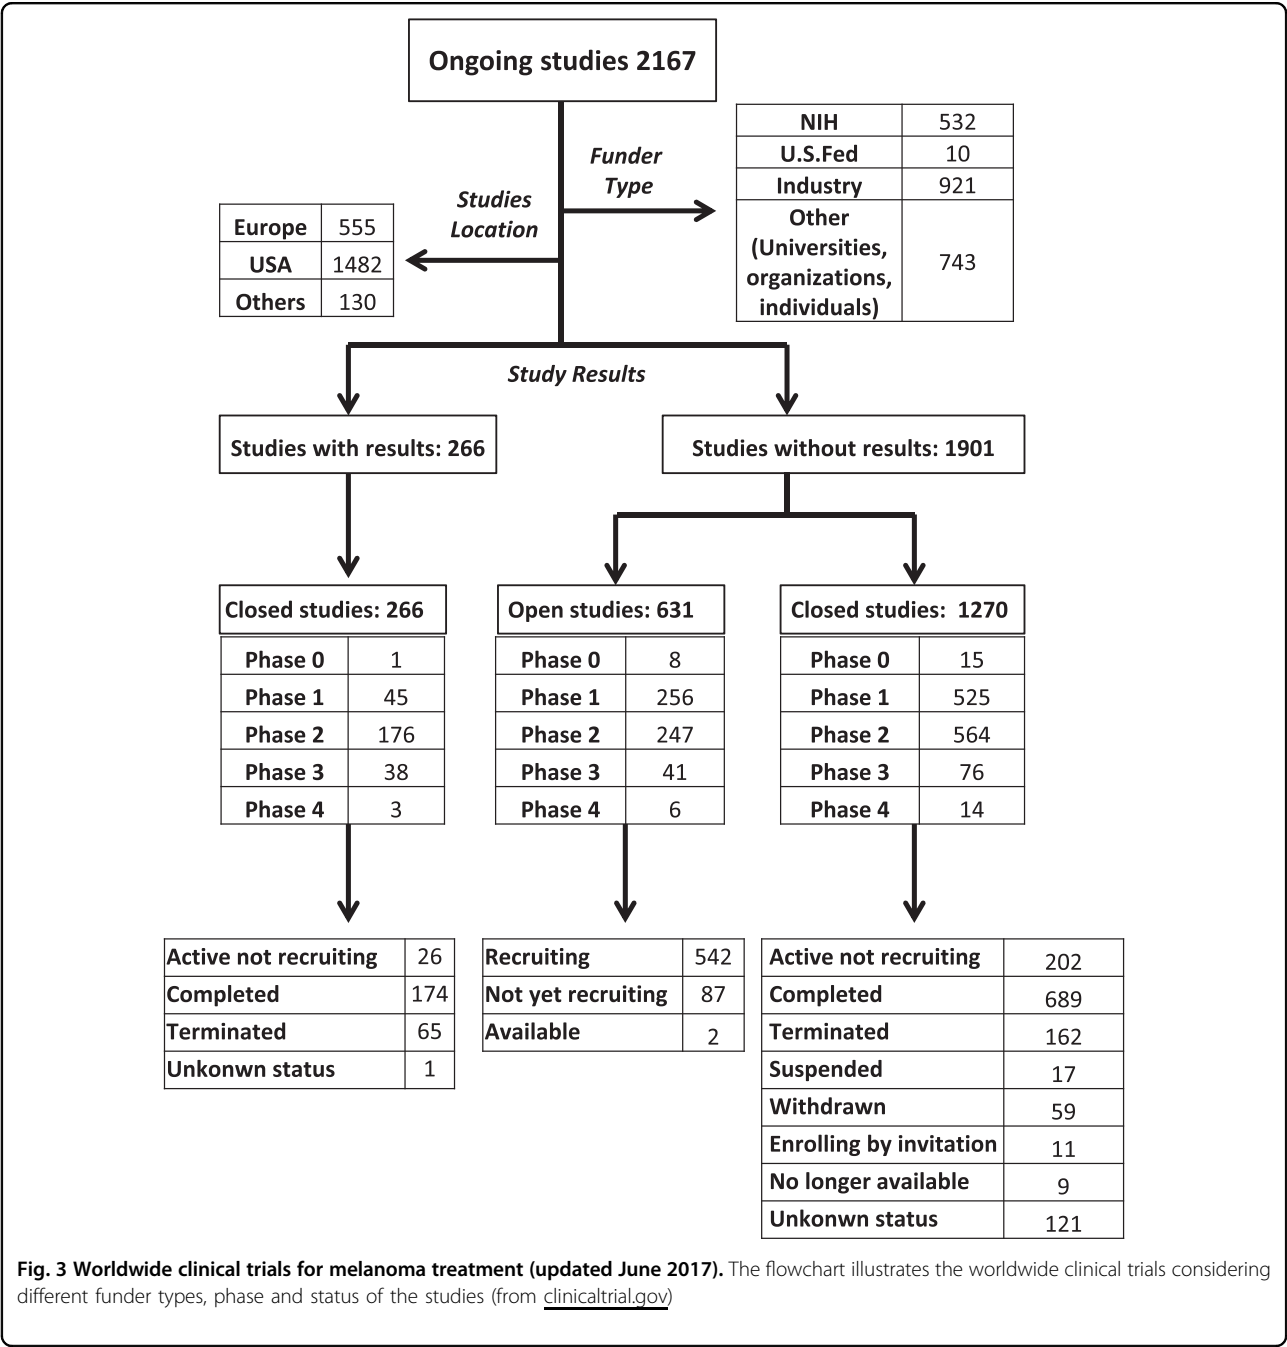 Ongoing studies 2167
Funder
Type
NIH 532
U.S.Fed 10
Industry 921
Other
(Universities,
organizations,
individuals)
743
Studies
Location
Europe 555
USA 1482
Others 130
Study Results
Studies with results: 266
Studies without results: 1901
Closed studies: 266
Phase 0 1
Phase 1 45
Phase 2 176
Phase 3 38
Phase 4 3
Open studies: 631
Phase 0 8
Phase 1 256
Phase 2 247
Phase 3 41
Phase 4 6
Closed studies: 1270
Phase 0 15
Phase 1 525
Phase 2 564
Phase 3 76
Phase 4 14
Active not recruiting 26
Completed 174
Terminated 65
Unkonwn status 1
Recruiting 542
Not yet recruiting 87
Available 2
Active not recruiting 202
Completed 689
Terminated 162
Suspended 17
Withdrawn 59
Enrolling by invitation 11
No longer available 9
Unkonwn status 121
Fig. 3 Worldwide clinical trials for melanoma treatment (updated June 2017). The flowchart illustrates the worldwide clinical trials considering
different funder types, phase and status of the studies (from clinicaltrial.gov)